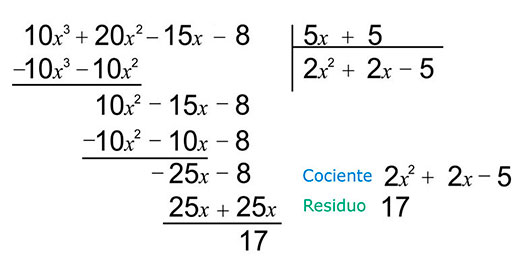 10x³ + 20x² – 15x – 8 5x + 5
–10x³ – 10x² 2x² + 2x – 5
10x² – 15x – 8
–10x² – 10x – 8
– 25x – 8 Cociente 2x² + 2x – 5
25x + 25x Residuo 17
17